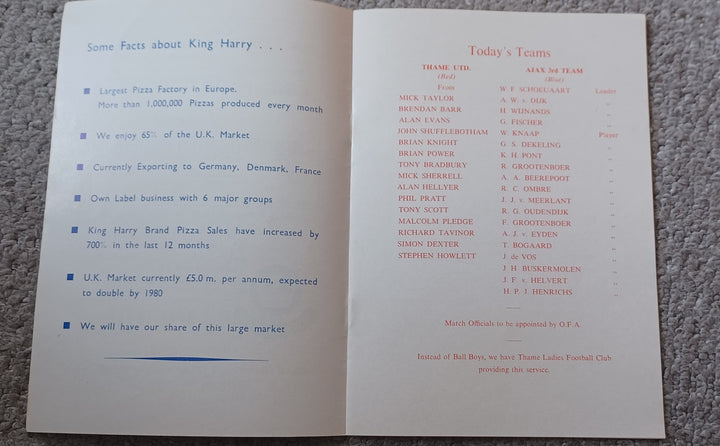 Some Facts about King Harry . . .
Largest Pizza Factory in Europe.
More than 1,000,000 Pizzas produced every month
We enjoy 65% of the U.K. Market
Currently Exporting to Germany, Denmark, France
Own Label business with 6 major groups
King Harry Brand Pizza Sales have increased by
700% in the last 12 months
U.K. Market currently £5.0 m. per annum, expected
to double by 1980
We will have our share of this large market
Today's Teams
THAME UTD. AJAX 3rd TEAM
(Red) (Blue)
From W. F. SCHOEUAART Leader
MICK TAYLOR A. W. v. DIJK "
BRENDAN BARR H. WIJNANDS "
ALAN EVANS G. FISCHER "
JOHN SHUFFLEBOTHAM W. KNAAP Player
BRIAN KNIGHT G. S. DEKELING "
BRIAN POWER K. H. PONT "
TONY BRADBURY R. GROOTENBOER "
MICK SHERRELL A. A. BEEREPOOT "
ALAN HELLYER R. C. OMBRE "
PHIL PRATT J. J. v. MEERLANT "
TONY SCOTT R. G. OUDENDIJK "
MALCOLM PLEDGE F. GROOTENBOER "
RICHARD TAVINOR A. J. v. EYDEN "
SIMON DEXTER T. BOGAARD "
STEPHEN HOWLETT J. de VOS "
J. H. BUSKERMOLEN "
J. F. v. HELVERT "
H. P. J. HENRICHS "
Match Officials to be appointed by O.F.A.
Instead of Ball Boys, we have Thame Ladies Football Club
providing this service.